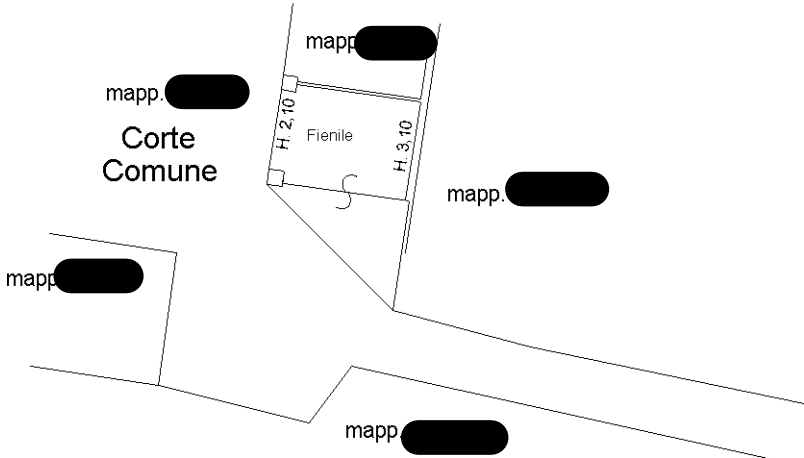 mapp
mapp.
Corte
Comune
H. 2,10
Fienile
H. 3,10
mapp.
mapp
mapp.